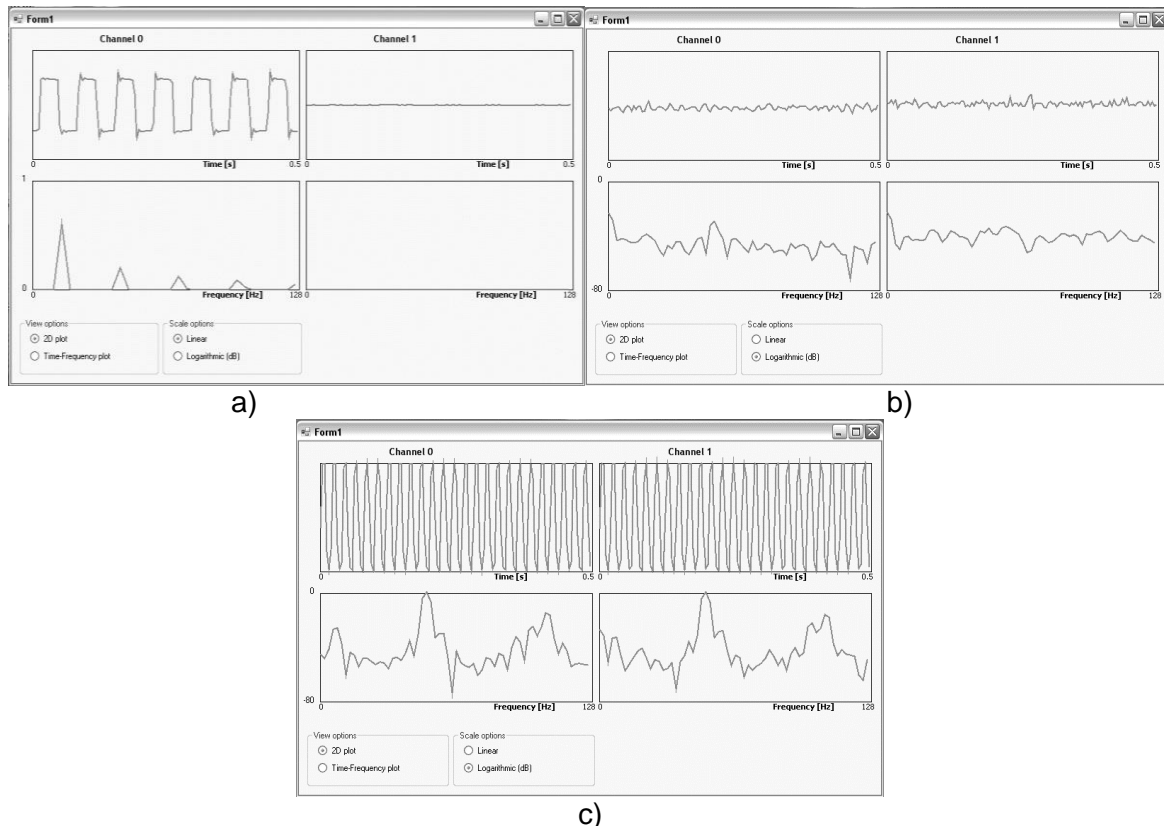 Form1
Channel 0 Channel 1
0 Time [s] 0.5 0 Time [s] 0.5
1
0
0 Frequency [Hz] 128 0 Frequency [Hz] 128
View options Scale options
2D plot Linear
Time-Frequency plot Logarithmic (dB)
a)
Form1
Channel 0 Channel 1
0 Time [s] 0.5 0 Time [s] 0.5
0
-80
0 Frequency [Hz] 128 0 Frequency [Hz] 128
View options Scale options
2D plot Linear
Time-Frequency plot Logarithmic (dB)
b)
Form1
Channel 0 Channel 1
0 Time [s] 0.5 0 Time [s] 0.5
0
-80
0 Frequency [Hz] 128 0 Frequency [Hz] 128
View options Scale options
2D plot Linear
Time-Frequency plot Logarithmic (dB)
c)